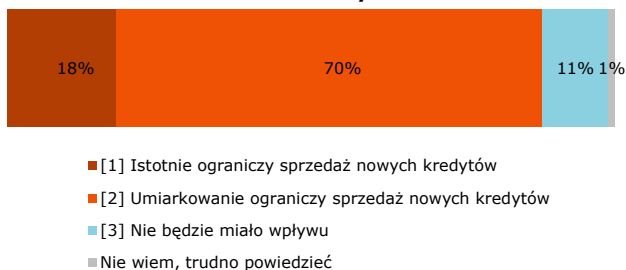 18% 70% 11% 1%
[1] Istotnie ograniczy sprzedaż nowych kredytów
[2] Umiarkowanie ograniczy sprzedaż nowych kredytów
[3] Nie będzie miało wpływu
Nie wiem, trudno powiedzieć